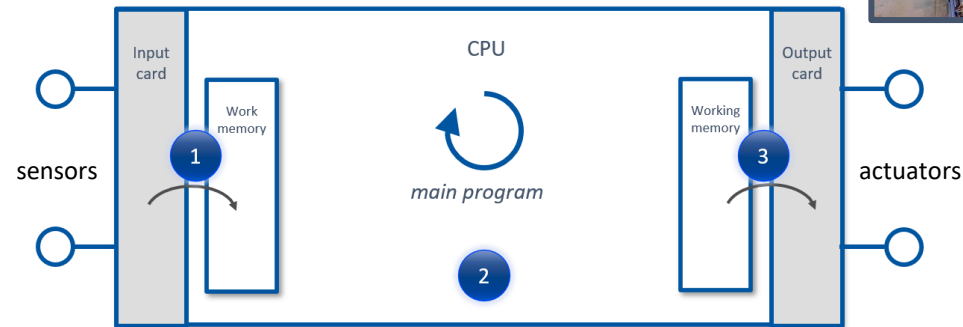 Input
card
CPU
Output
card
Work
memory
Working
memory
1
3
sensors
actuators
main program
2